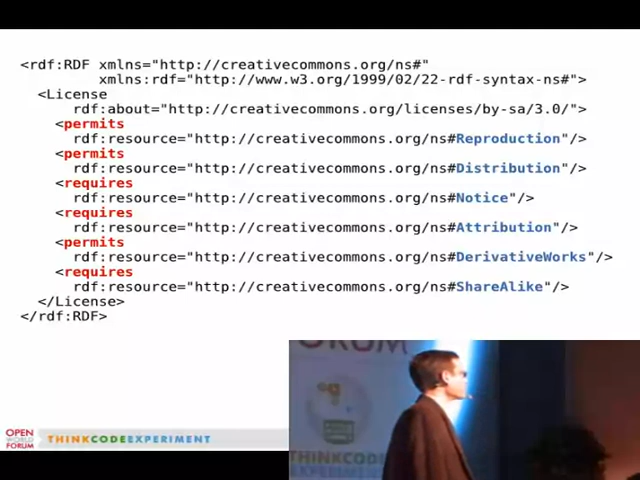 <rdf:RDF xmlns="http://creativecommons.org/ns#"
xmlns:rdf="http://www.w3.org/1999/02/22-rdf-syntax-ns#">
<License
rdf:about="http://creativecommons.org/licenses/by-sa/3.0/">
<permits
rdf:resource="http://creativecommons.org/ns#Reproduction"/>
<permits
rdf:resource="http://creativecommons.org/ns#Distribution"/>
<requires
rdf:resource="http://creativecommons.org/ns#Notice"/>
<requires
rdf:resource="http://creativecommons.org/ns#Attribution"/>
<permits
rdf:resource="http://creativecommons.org/ns#DerivativeWorks"/>
<requires
rdf:resource="http://creativecommons.org/ns#ShareAlike"/>
</License>
</rdf:RDF>
OPEN
WORLD
FORUM
THINKCODEEXPERIMENT
FORUM
THINKCODE
EXPERIMENT